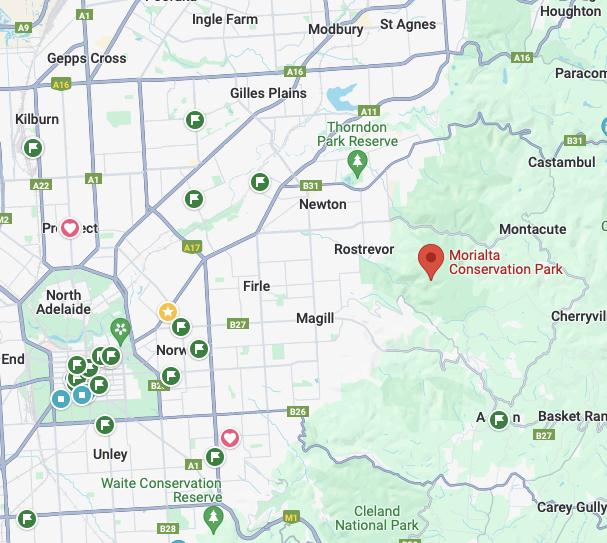 Houghton
A1
Ingle Farm
St Agnes
A9
Modbury
Gepps Cross
A16
A16
A16
Gilles Plains
A11
Kilburn
Thorndon
Park Reserve
B31
Castambul
A22
A1
B31
Newton
Montacute
A17
Rostrevor
Morialta
Conservation Park
Firle
North
Adelaide
Magill
B27
Cherryvil
End
Norw
B26
A
n
Basket Ran
B27
Unley
A1
Waite Conservation
Reserve
Cleland
National Park
Carey Gully
M1
B28